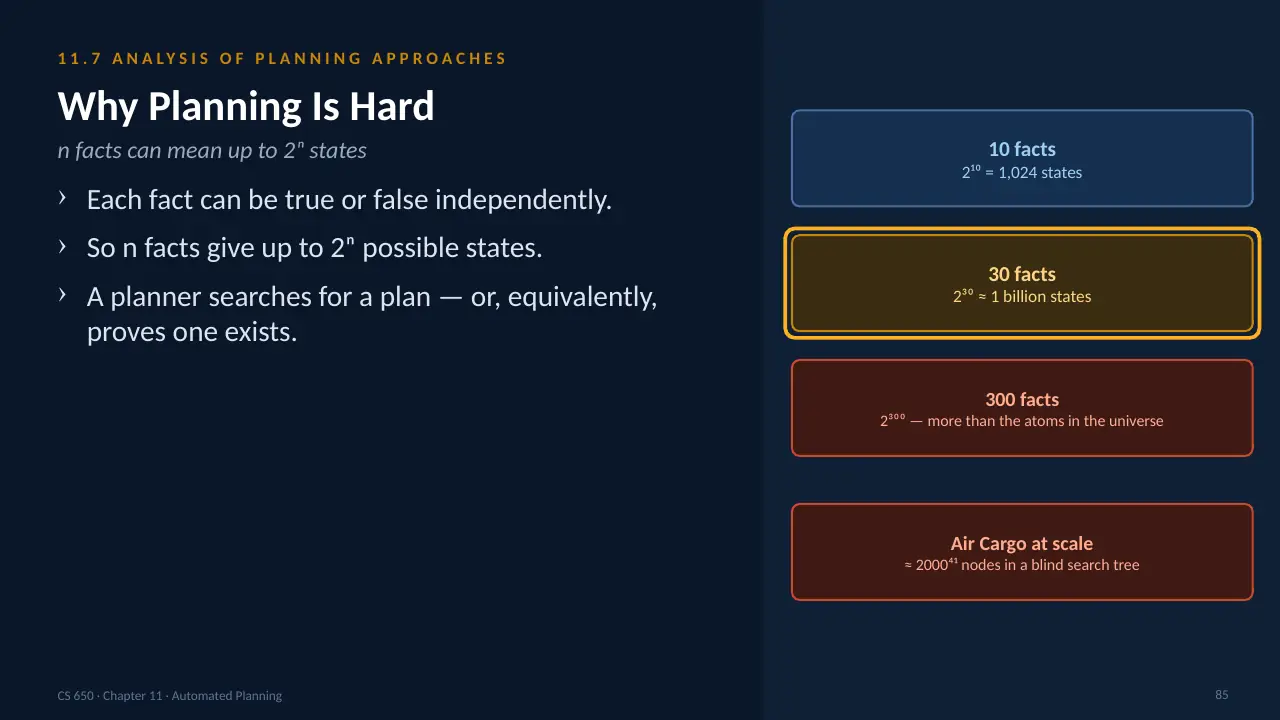 11.7 ANALYSIS OF PLANNING APPROACHES
Why Planning Is Hard
n facts can mean up to 2ⁿ states
› Each fact can be true or false independently.
› So n facts give up to 2ⁿ possible states.
› A planner searches for a plan — or, equivalently,
proves one exists.
10 facts
2¹⁰ = 1,024 states
30 facts
2³⁰ ≈ 1 billion states
300 facts
2³⁰⁰ — more than the atoms in the universe
Air Cargo at scale
≈ 2000⁴¹ nodes in a blind search tree
CS 650 · Chapter 11 · Automated Planning
85